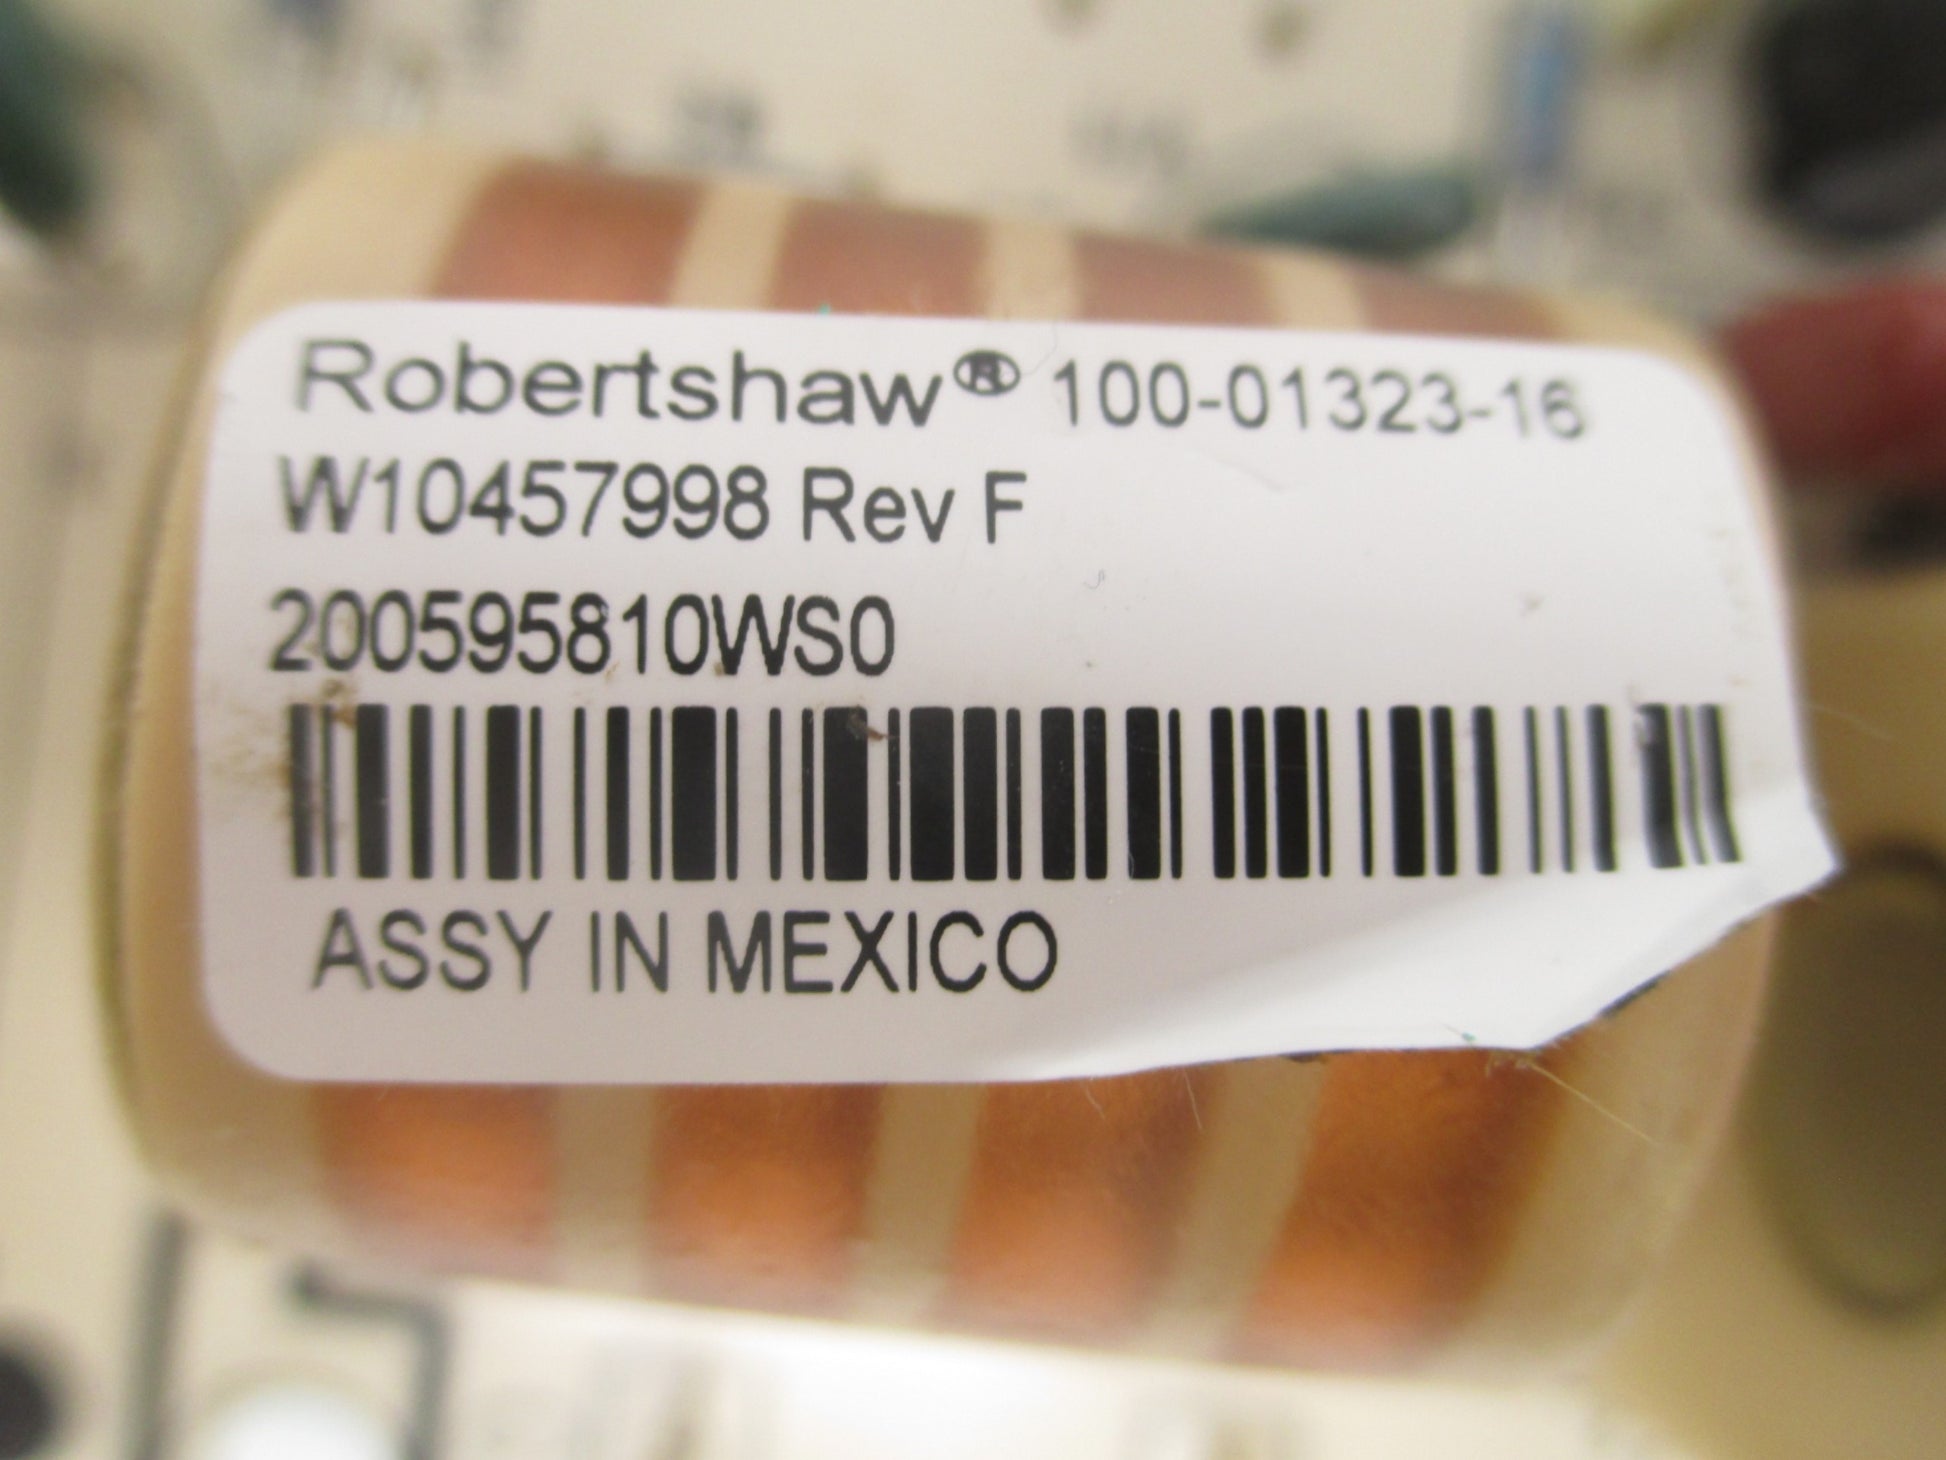 Robertshaw® 100-01323-16
W10457998 Rev F
200595810WS0
ASSY IN MEXICO